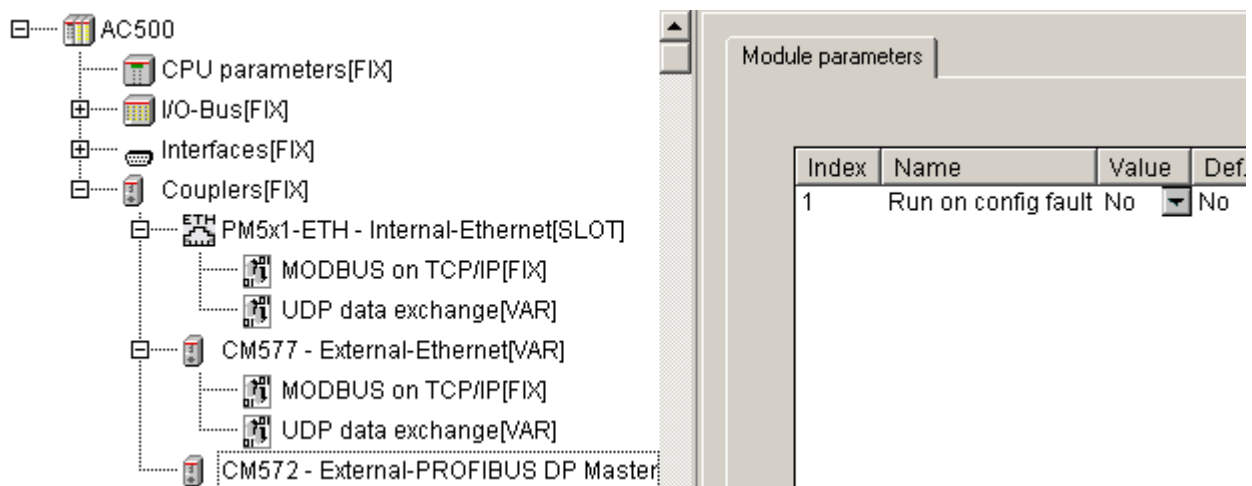 AC500
CPU parameters[FIX]
I/O-Bus[FIX]
Interfaces[FIX]
Couplers[FIX]
ETH PM5x1-ETH - Internal-Ethernet[SLOT]
MODBUS on TCP/IP[FIX]
UDP data exchange[VAR]
CM577 - External-Ethernet[VAR]
MODBUS on TCP/IP[FIX]
UDP data exchange[VAR]
CM572 - External-PROFIBUS DP Master
Module parameters
Index Name Value Def.
1 Run on config fault No No